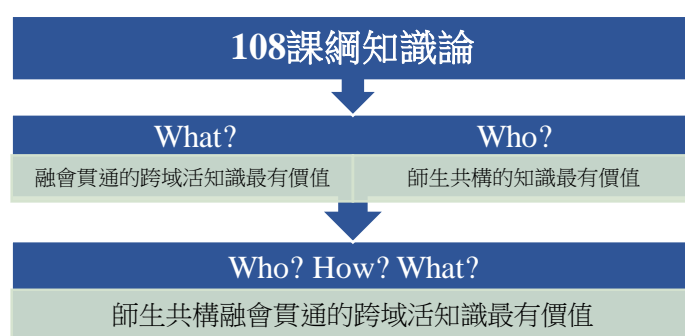 108課綱知識論
What?
Who?
融會貫通的跨域活知識最有價值
師生共構的知識最有價值
Who? How? What?
師生共構融會貫通的跨域活知識最有價值